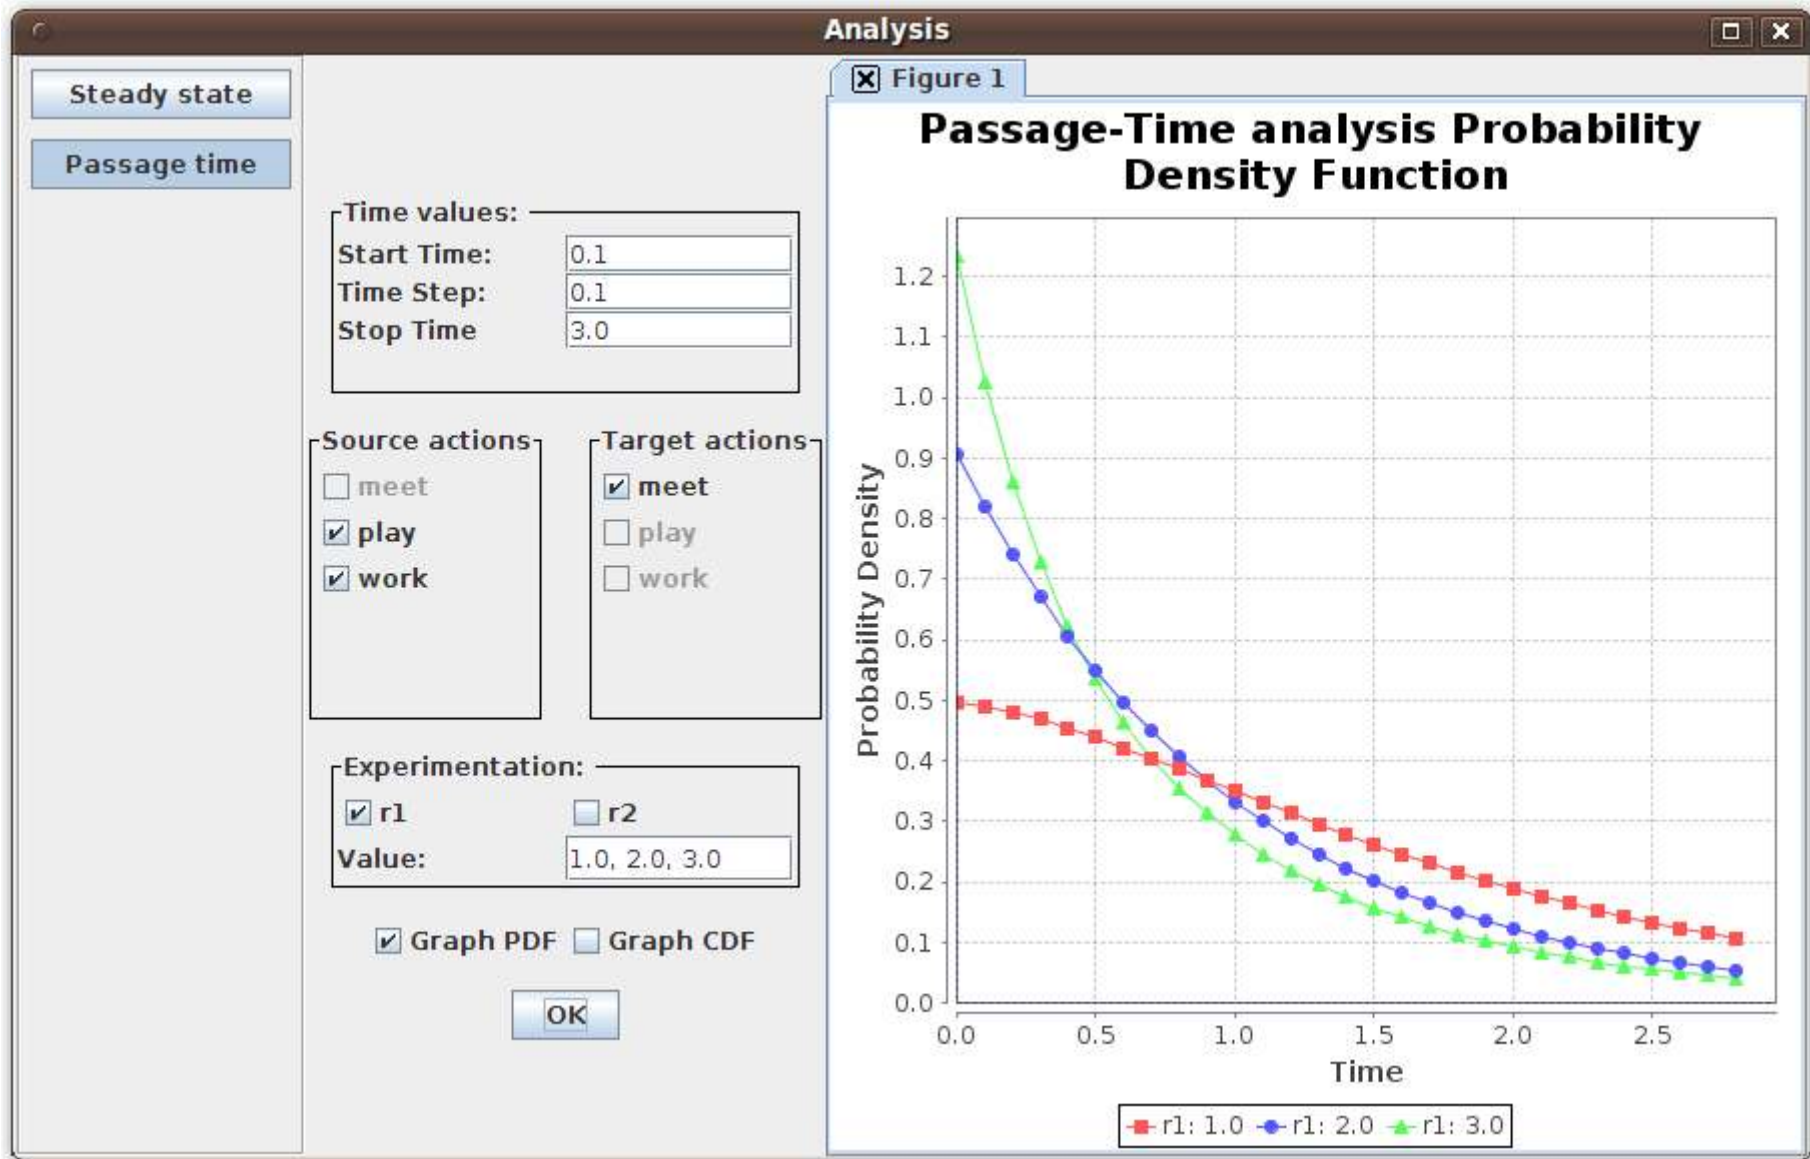 Analysis
Steady state
Passage time
Time values:
Start Time: 0.1
Time Step: 0.1
Stop Time 3.0
Source actions
meet
play
work
Target actions
meet
play
work
Experimentation:
r1 r2
Value: 1.0, 2.0, 3.0
Graph PDF Graph CDF
OK
Figure 1
Passage-Time analysis Probability
Density Function
Probability Density
1.2
1.1
1.0
0.9
0.8
0.7
0.6
0.5
0.4
0.3
0.2
0.1
0.0
0.0 0.5 1.0 1.5 2.0 2.5
Time
r1: 1.0 r1: 2.0 r1: 3.0